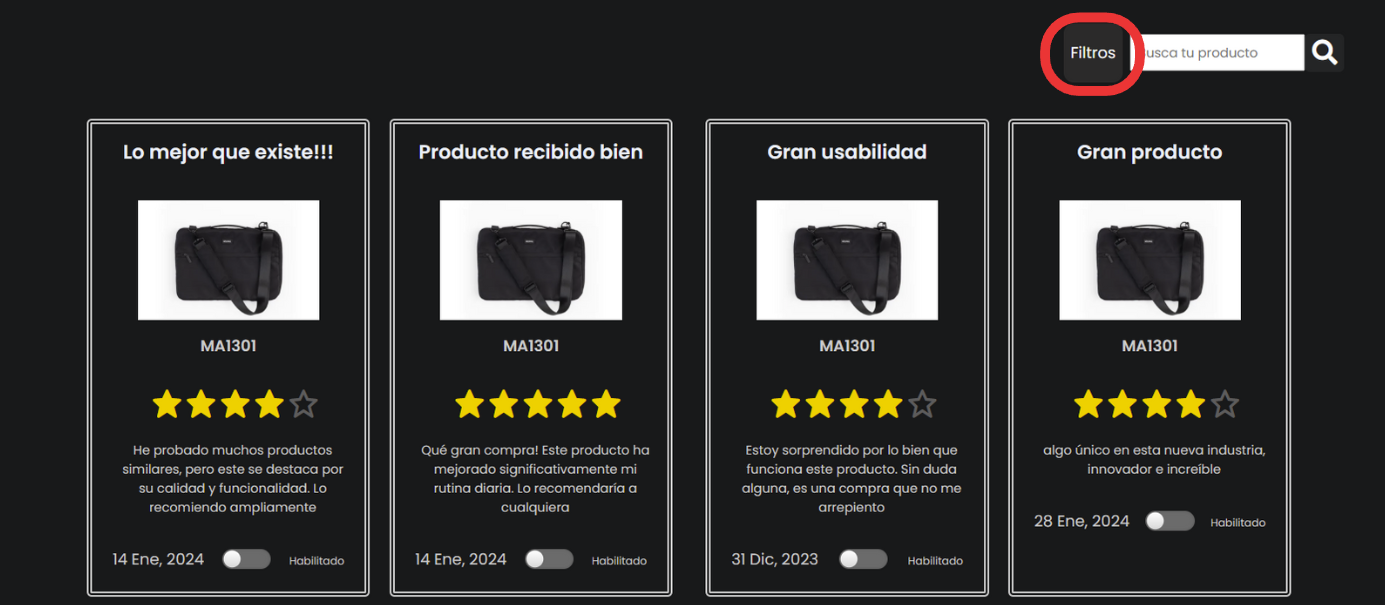 Filtros
usca tu producto
Lo mejor que existe!!!
MA1301
He probado muchos productos
similares, pero este se destaca por
su calidad y funcionalidad. Lo
recomiendo ampliamente
14 Ene, 2024 Habilitado
Producto recibido bien
MA1301
Qué gran compra! Este producto ha
mejorado significativamente mi
rutina diaria. Lo recomendaría a
cualquiera
14 Ene, 2024 Habilitado
Gran usabilidad
MA1301
Estoy sorprendido por lo bien que
funciona este producto. Sin duda
alguna, es una compra que no me
arrepiento
31 Dic, 2023 Habilitado
Gran producto
MA1301
algo único en esta nueva industria,
innovador e increíble
28 Ene, 2024 Habilitado